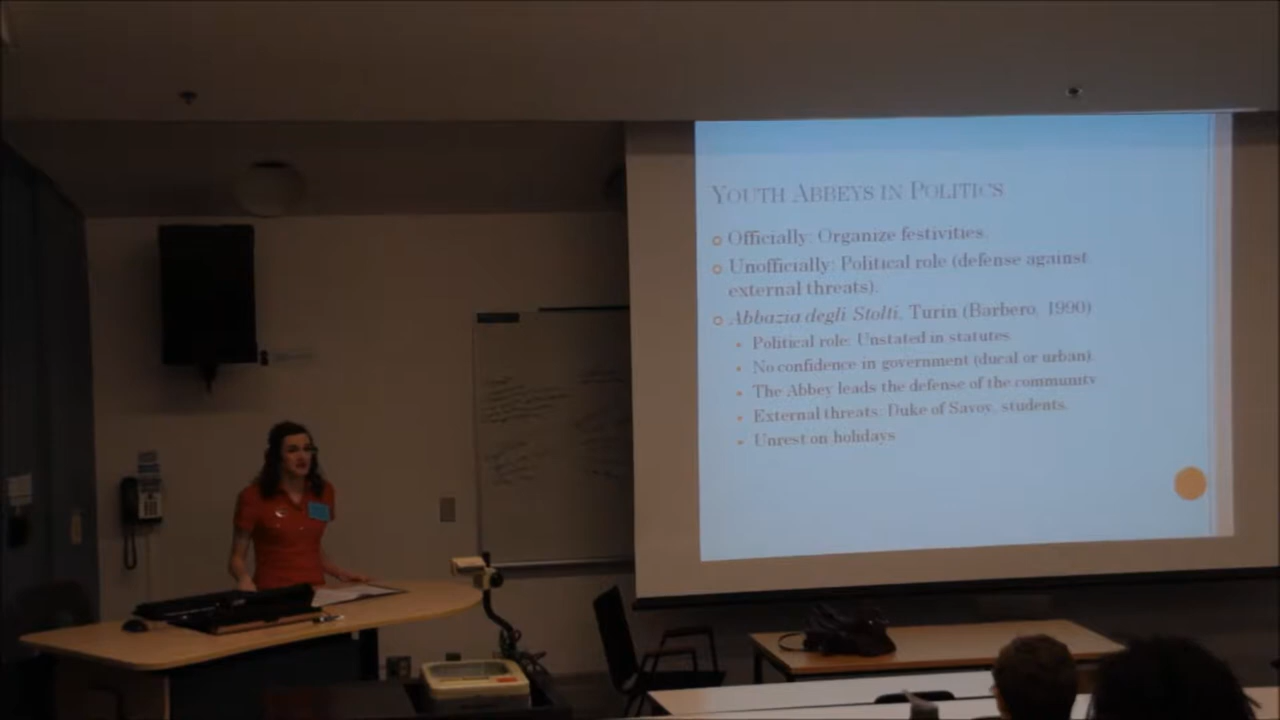 YOUTH ABBEYS IN POLITICS
Officially: Organize festivities.
Unofficially: Political role (defense against
external threats).
Abbazia degli Stolti, Turin (Barbero, 1990)
Political role: Unstated in statutes
No confidence in government (ducal or urban)
The Abbey leads the defense of the community
External threats: Duke of Savoy, students.
Unrest on holidays